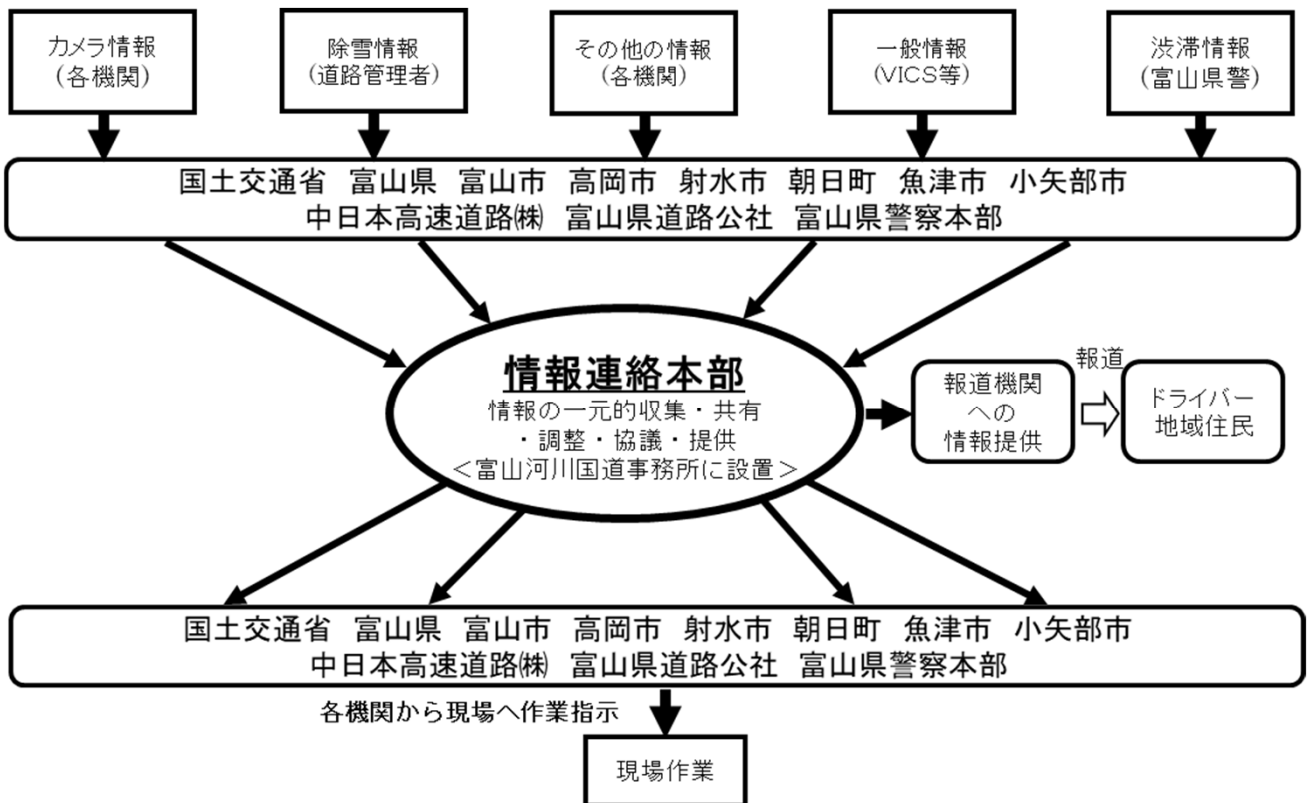 カメラ情報
(各機関)
除雪情報
(道路管理者)
その他の情報
(各機関)
一般情報
(VICS等)
渋滞情報
(富山県警)
国土交通省 富山県 富山市 高岡市 射水市 朝日町 魚津市 小矢部市
中日本高速道路㈱ 富山県道路公社 富山県警察本部
情報連絡本部
情報の一元的収集・共有
・調整・協議・提供
<富山河川国道事務所に設置>
報道機関
への
情報提供
報道
ドライバー
地域住民
国土交通省 富山県 富山市 高岡市 射水市 朝日町 魚津市 小矢部市
中日本高速道路㈱ 富山県道路公社 富山県警察本部
各機関から現場へ作業指示
現場作業